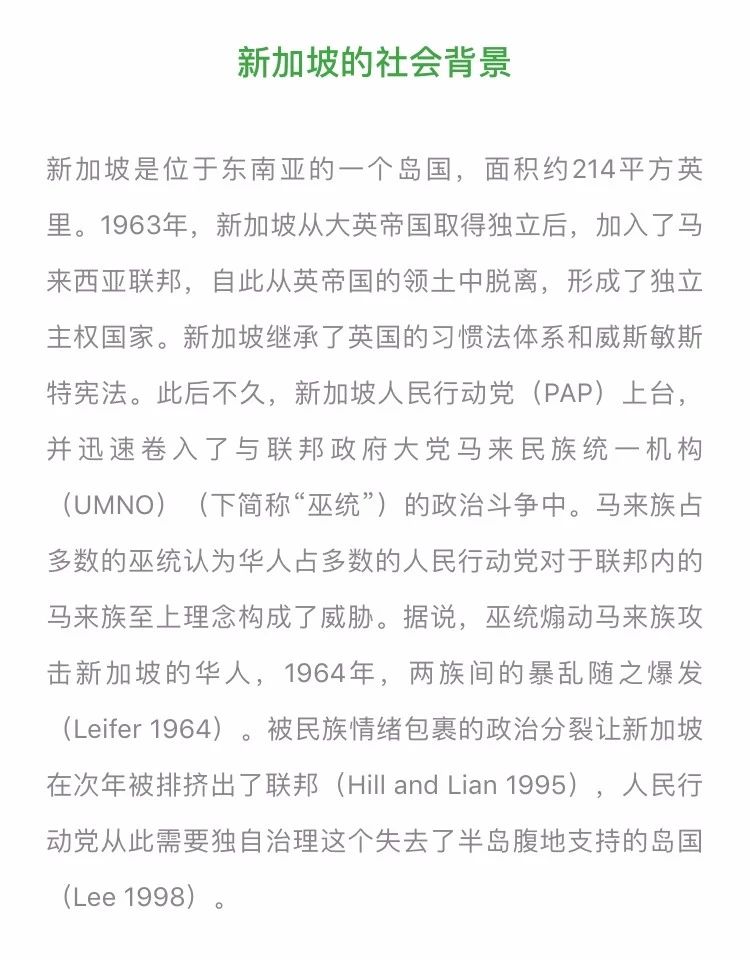 新加坡的社会背景
新加坡是位于东南亚的一个岛国，面积约214平方英
里。1963年，新加坡从大英帝国取得独立后，加入了马
来西亚联邦，自此从英帝国的领土中脱离，形成了独立
主权国家。新加坡继承了英国的习惯法体系和威斯敏斯
特宪法。此后不久，新加坡人民行动党（PAP）上台，
并迅速卷入了与联邦政府大党马来民族统一机构
（UMNO）（下简称“巫统”）的政治斗争中。马来族占
多数的巫统认为华人占多数的人民行动党对于联邦内的
马来族至上理念构成了威胁。据说，巫统煽动马来族攻
击新加坡的华人，1964年，两族间的暴乱随之爆发
（Leifer 1964）。被民族情绪包裹的政治分裂让新加坡
在次年被排挤出了联邦（Hill and Lian 1995），人民行
动党从此需要独自治理这个失去了半岛腹地支持的岛国
（Lee 1998）。